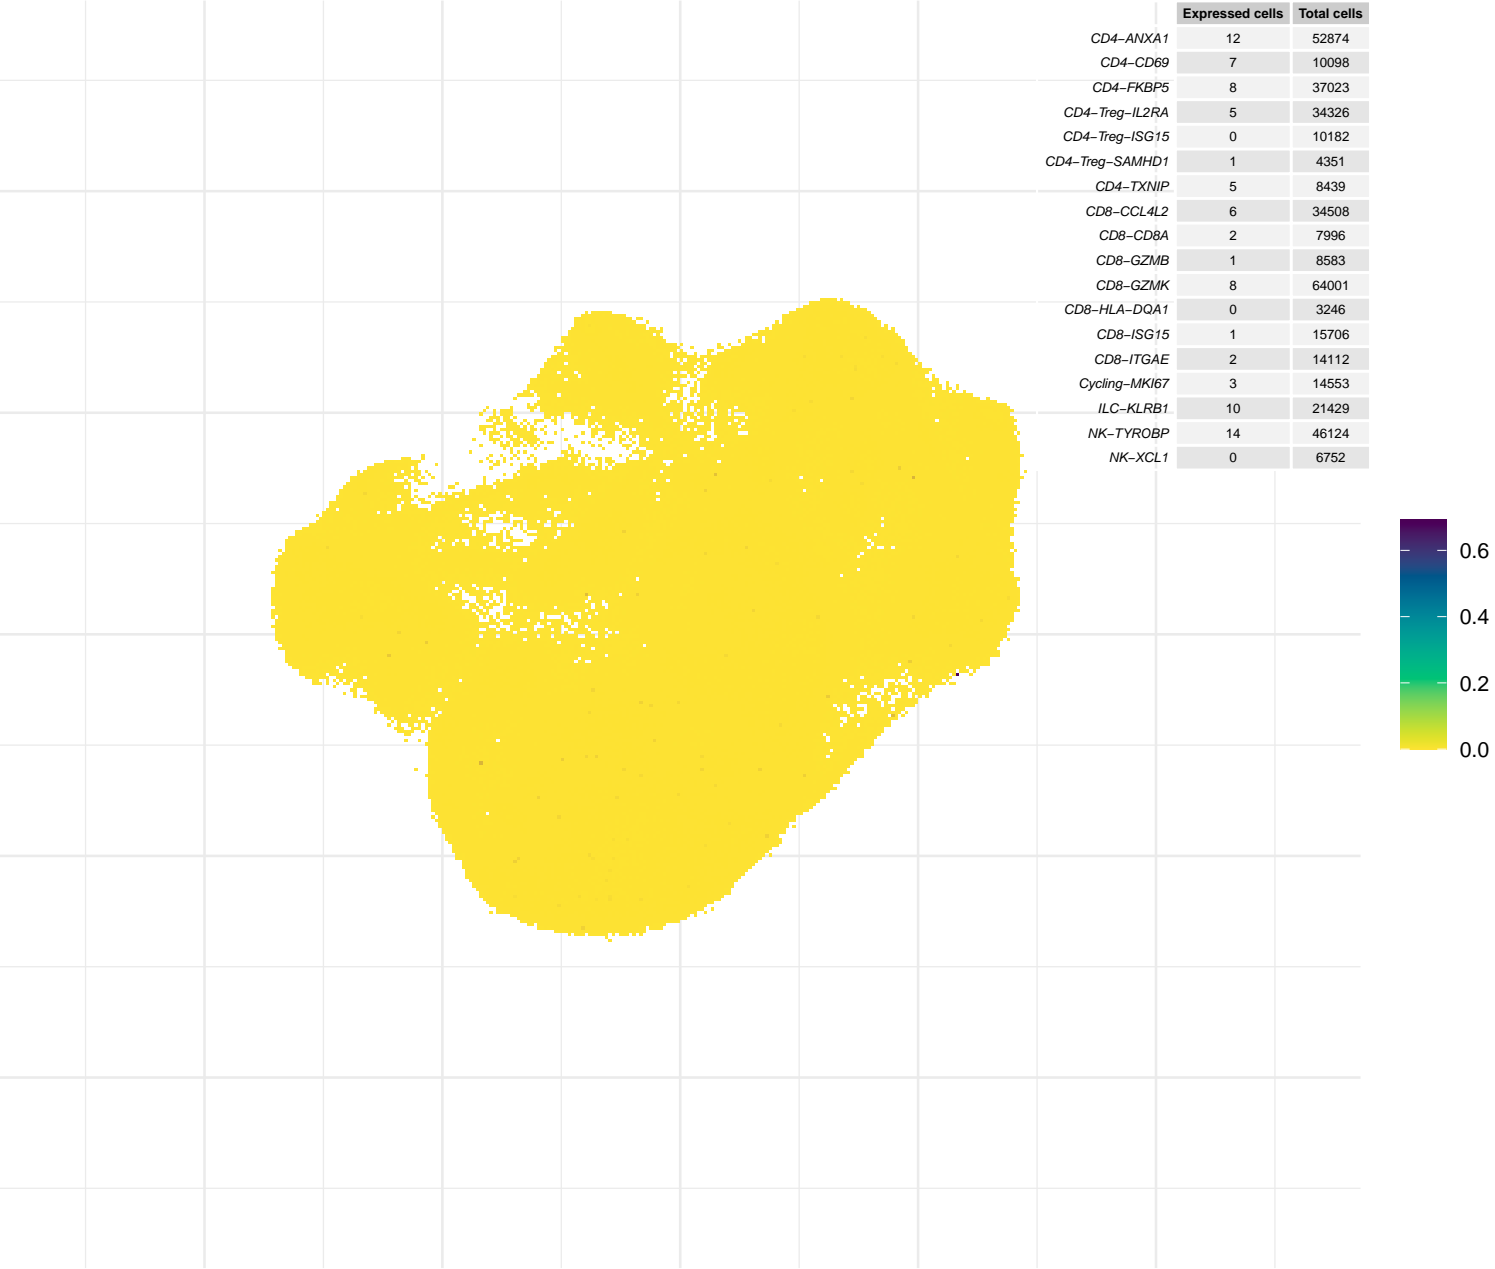 Expressed cells Total cells
CD4−ANXA1 12 52874
CD4−CD69 7 10098
CD4−FKBP5 8 37023
CD4−Treg−IL2RA 5 34326
CD4−Treg−ISG15 0 10182
CD4−Treg−SAMHD1 1 4351
CD4−TXNIP 5 8439
CD8−CCL4L2 6 34508
CD8−CD8A 2 7996
CD8−GZMB 1 8583
CD8−GZMK 8 64001
CD8−HLA−DQA1 0 3246
CD8−ISG15 1 15706
CD8−ITGAE 2 14112
Cycling−MKI67 3 14553
ILC−KLRB1 10 21429
NK−TYROBP 14 46124
NK−XCL1 0 6752
0.6
0.4
0.2
0.0